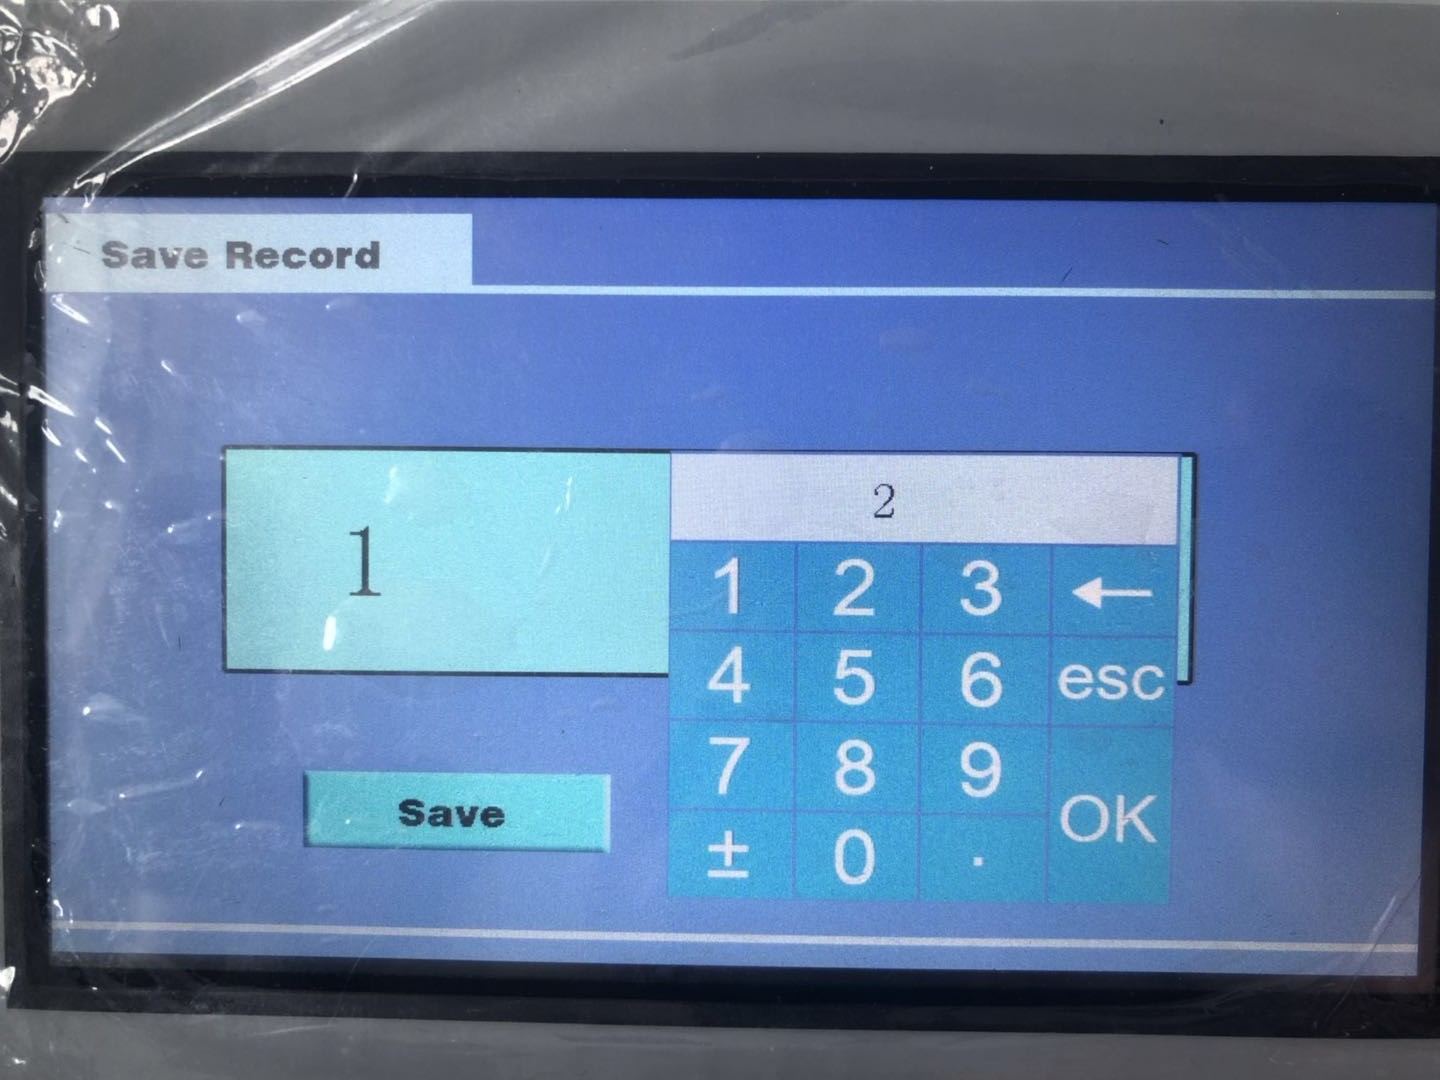 Save Record
1
2
1 2 3 ←
4 5 6 esc
7 8 9
OK
± 0 .
Save